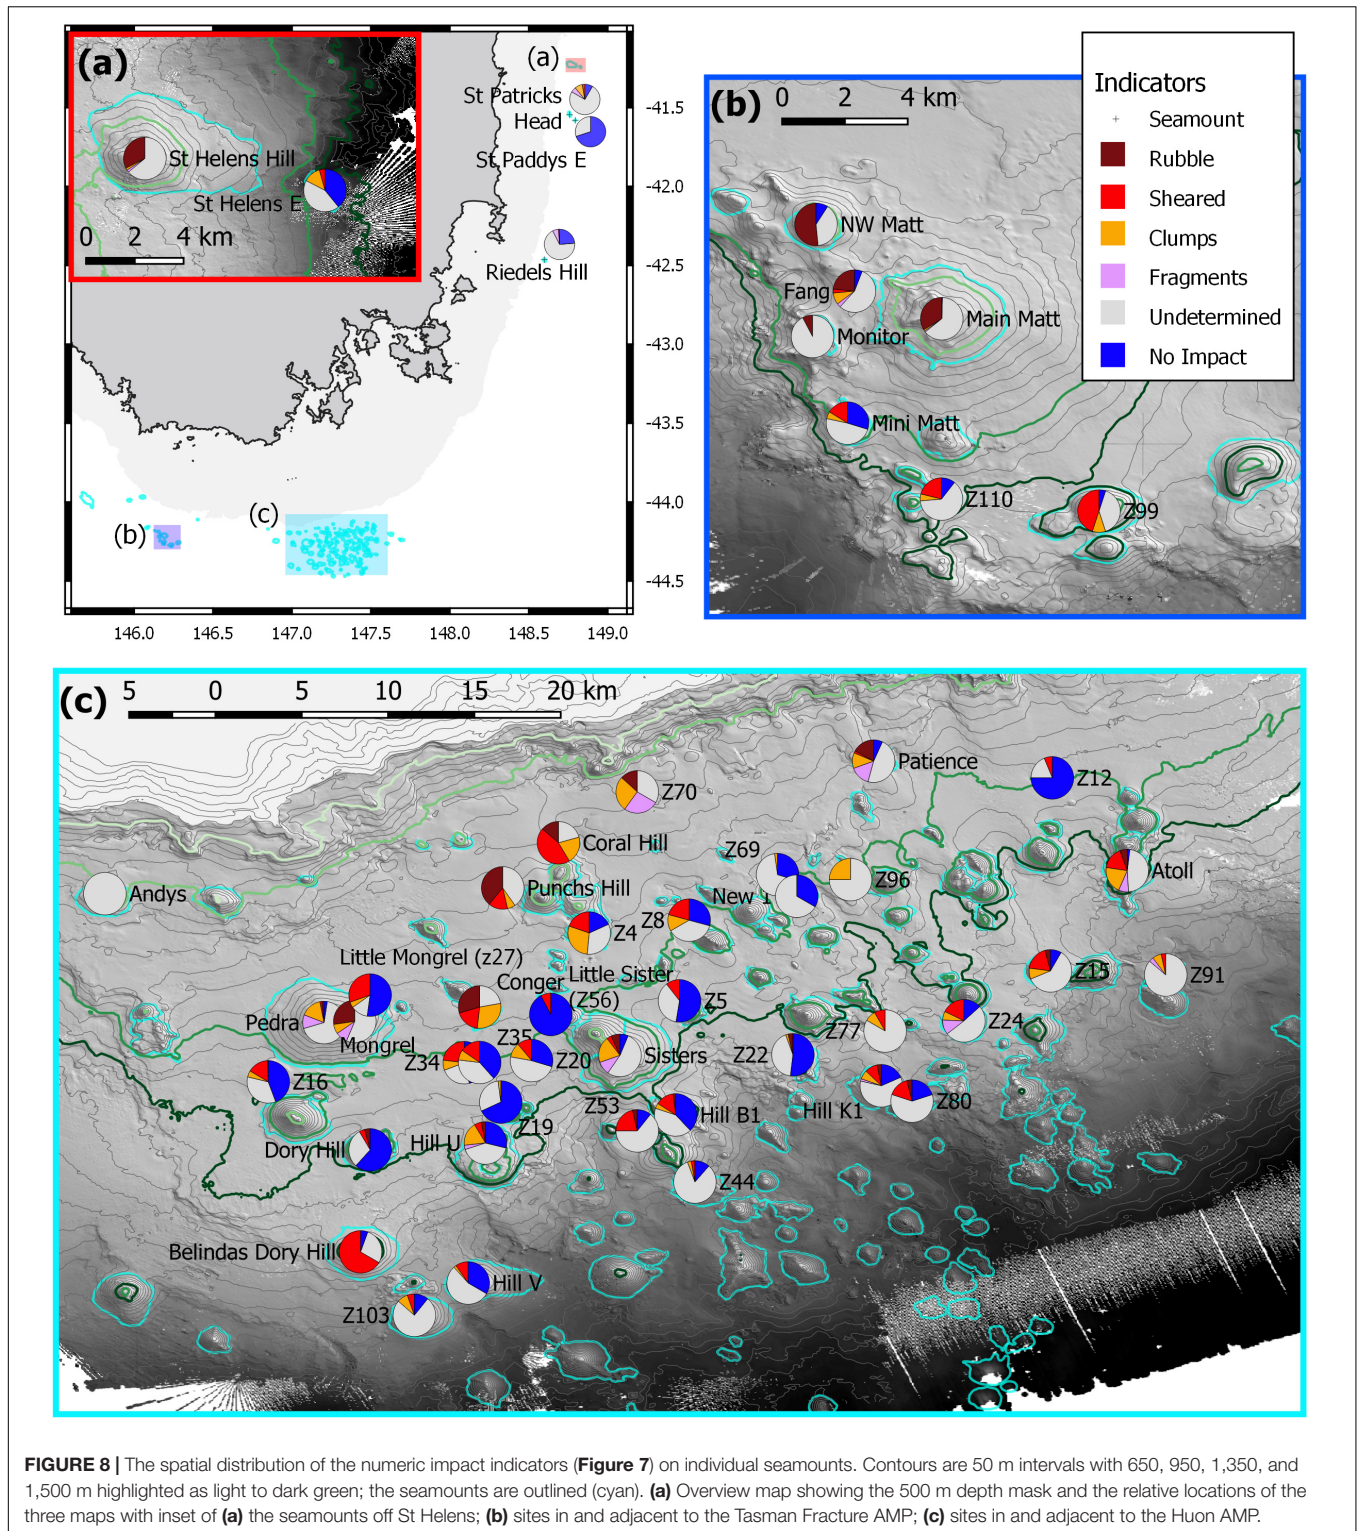 (a)
St Helens Hill
St Helens E
0 2 4 km
(a)
St Patricks
Head
St Paddys E
Riedels Hill
(b)
(c)
-41.5
-42.0
-42.5
-43.0
-43.5
-44.0
-44.5
146.0 146.5 147.0 147.5 148.0 148.5 149.0
(b)
0 2 4 km
NW Matt
Fang
Main Matt
Monitor
Mini Matt
Z110
Z99
Indicators
Seamount
Rubble
Sheared
Clumps
Fragments
Undetermined
No Impact
(c)
5 0 5 10 15 20 km
Patience
Z12
Z70
Coral Hill
Z69
Atoll
Andys
Punchs Hill
New 1
Z96
Z8
Z4
Little Mongrel (z27)
Conger
Little Sister
(Z56)
Z5
Z15
Z91
Pedra
Mongrel
Z35
Z77
Z24
Z34
Z20
Sisters
Z22
Z16
Z53
Hill B1
Hill K1
Z80
Z19
Dory Hill
Hill U
Z44
Belindas Dory Hill
Hill V
Z103
FIGURE 8 | The spatial distribution of the numeric impact indicators (Figure 7) on individual seamounts. Contours are 50 m intervals with 650, 950, 1,350, and
1,500 m highlighted as light to dark green; the seamounts are outlined (cyan). (a) Overview map showing the 500 m depth mask and the relative locations of the
three maps with inset of (a) the seamounts off St Helens; (b) sites in and adjacent to the Tasman Fracture AMP; (c) sites in and adjacent to the Huon AMP.